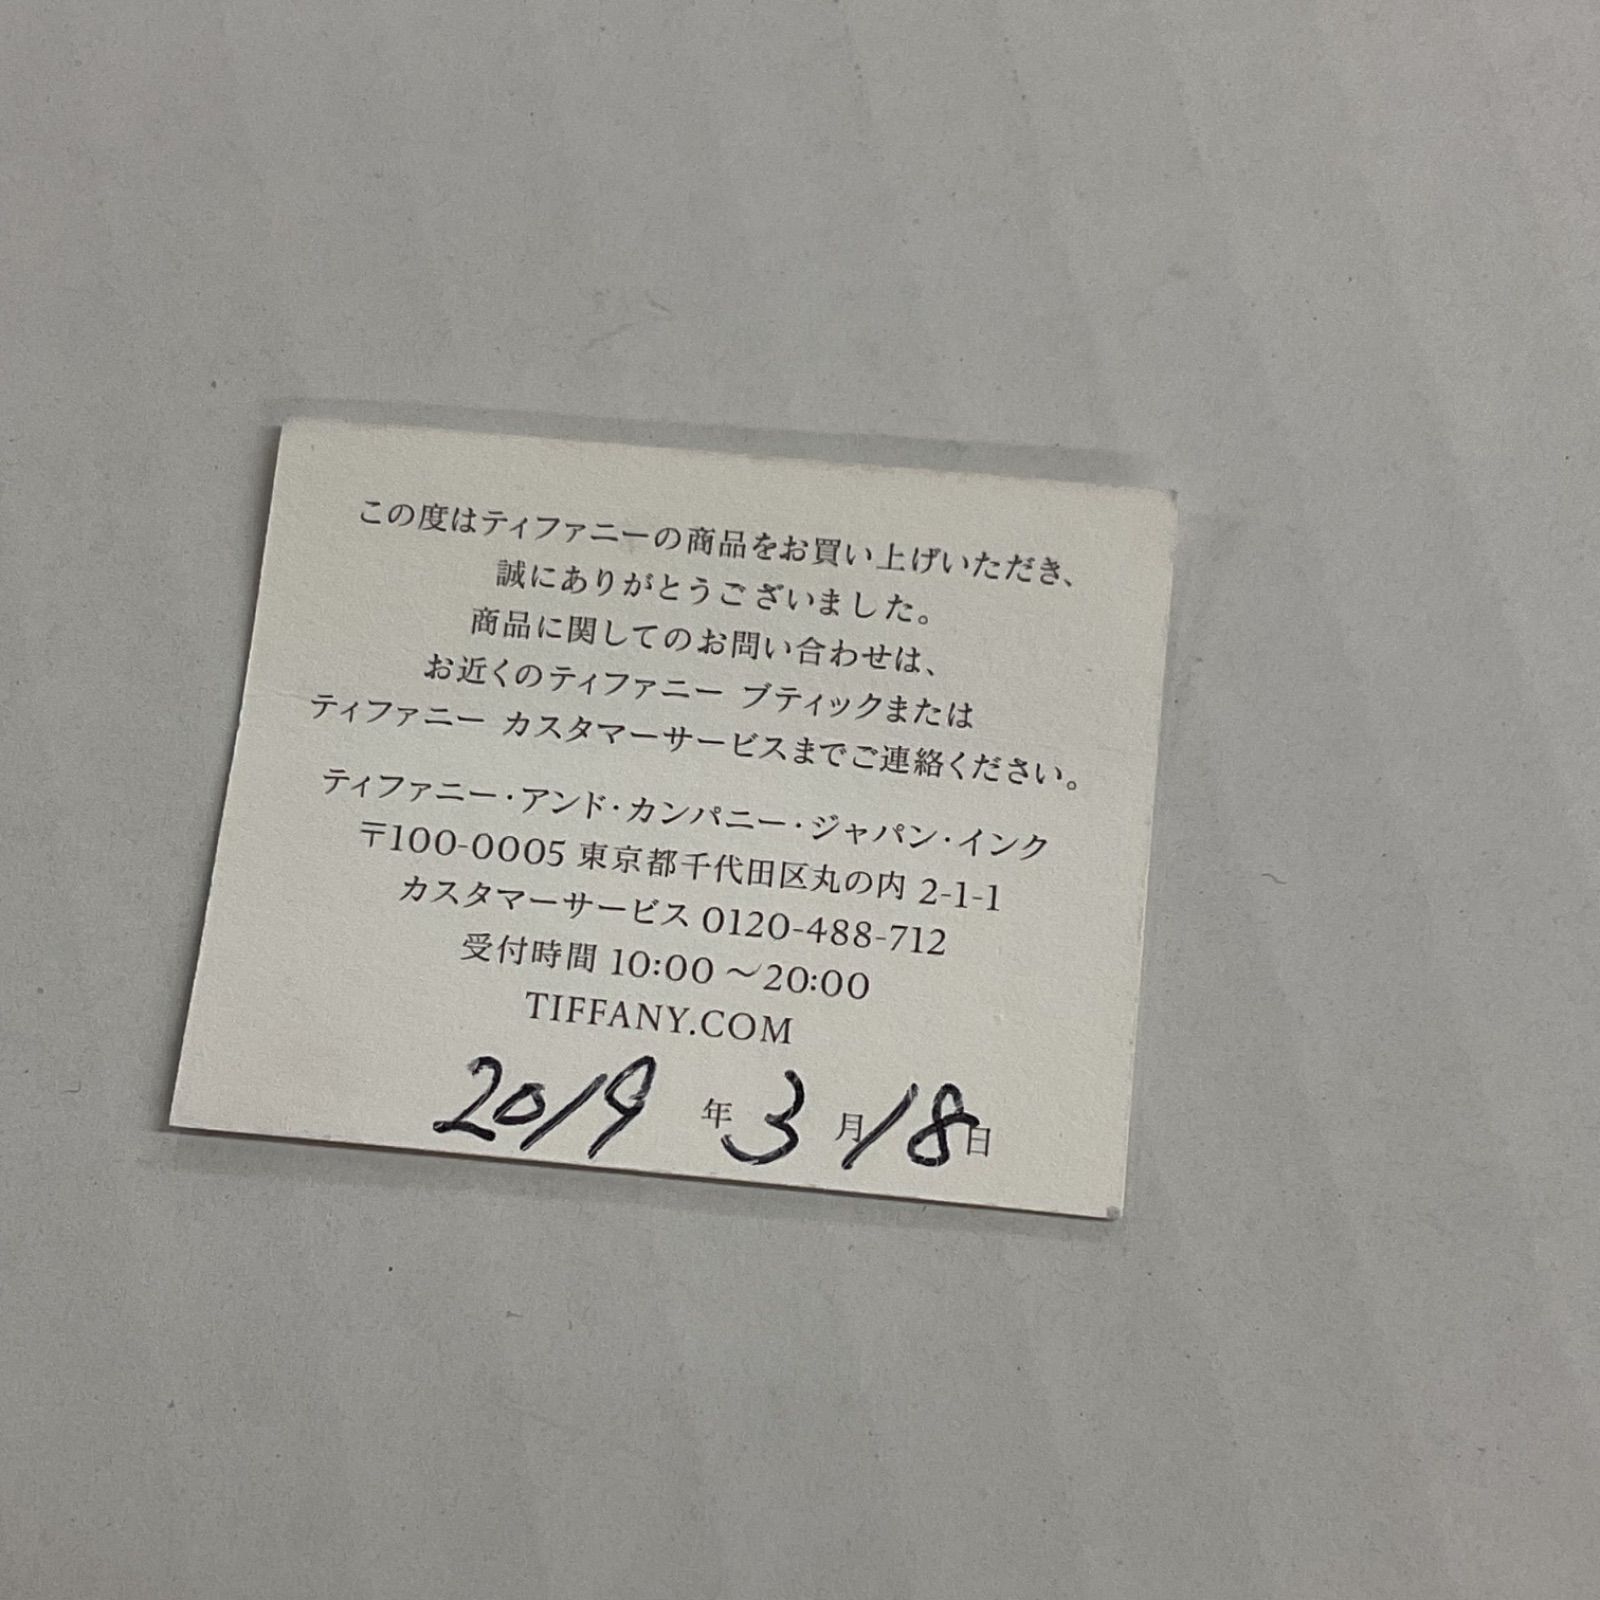 この度はティファニーの商品をお買い上げいただき、
誠にありがとうございました。
商品に関してのお問い合わせは、
お近くのティファニー ブティックまたは
ティファニー カスタマーサービスまでご連絡ください。
ティファニー・アンド・カンパニー・ジャパン・インク
〒100-0005 東京都千代田区丸の内 2-1-1
カスタマーサービス 0120-488-712
受付時間 10:00 〜20:00
TIFFANY.COM
2019 年 3 月 18 日